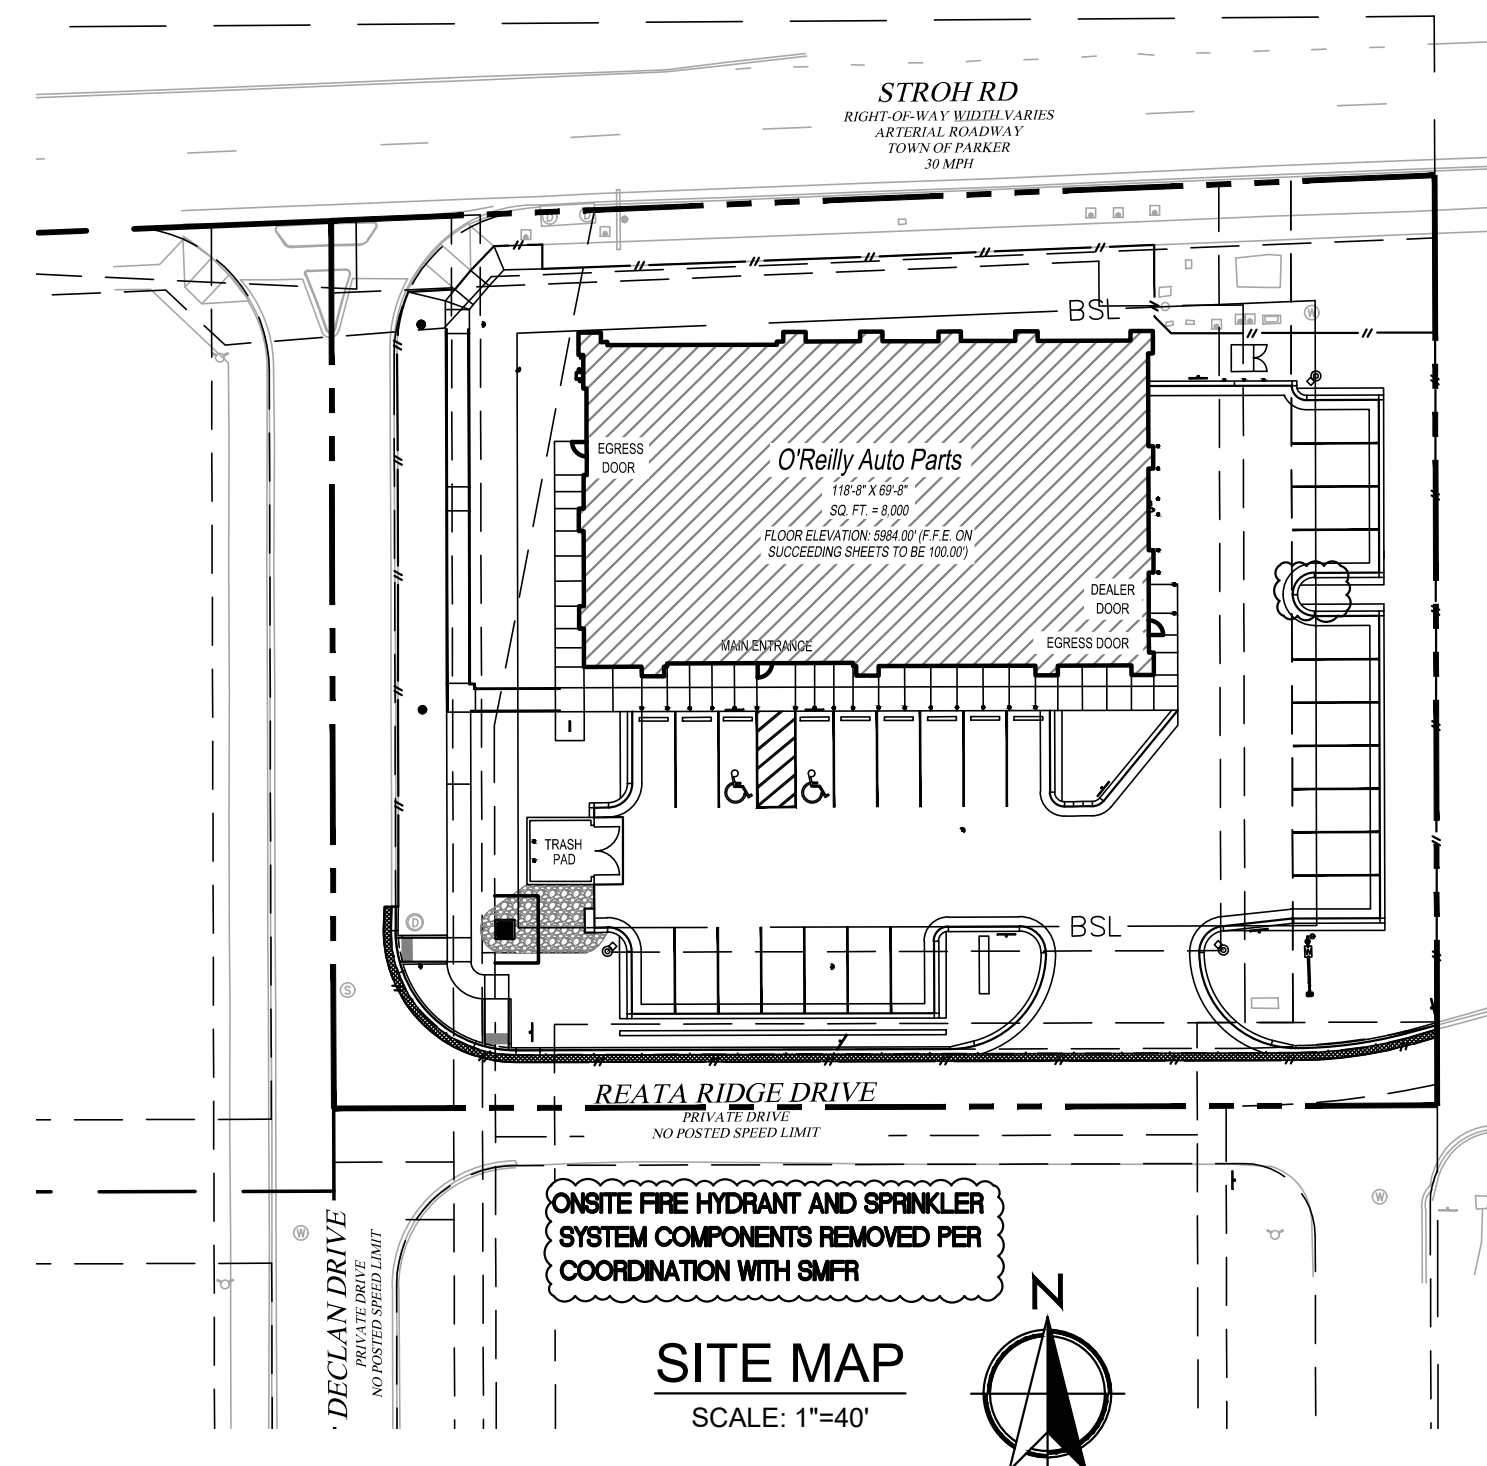 STROH RD
RIGHT-OF-WAY WIDTH VARIES
ARTERIAL ROADWAY
TOWN OF PARKER
30 MPH
D
D
BSL
W
EGRESS
DOOR
O'Reilly Auto Parts
118'-8" X 69'-8"
SQ. FT. = 8,000
FLOOR ELEVATION: 5984.00' (F.F.E. ON
SUCCEEDING SHEETS TO BE 100.00')
DEALER
DOOR
MAIN ENTRANCE
EGRESS DOOR
TRASH
PAD
D
BSL
S
REATA RIDGE DRIVE
PRIVATE DRIVE
NO POSTED SPEED LIMIT
ONSITE FIRE HYDRANT AND SPRINKLER
SYSTEM COMPONENTS REMOVED PER
COORDINATION WITH SMFR
W
W
DECLAN DRIVE
PRIVATE DRIVE
NO POSTED SPEED LIMIT
N
SITE MAP
SCALE: 1"=40'